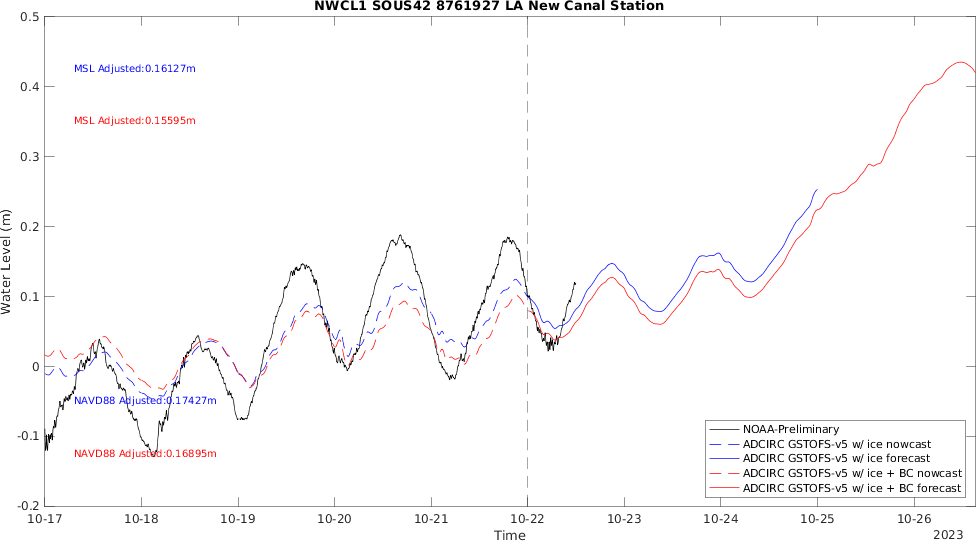 NWCL1 SOUS42 8761927 LA New Canal Station
0.5
0.4
0.3
0.2
0.1
0
-0.1
-0.2
Water Level (m)
MSL Adjusted:0.16127m
MSL Adjusted:0.15595m
NAVD88 Adjusted:0.17427m
NAVD88 Adjusted:0.16895m
NOAA-Preliminary
ADCIRC GSTOFS-v5 w/ ice nowcast
ADCIRC GSTOFS-v5 w/ ice forecast
ADCIRC GSTOFS-v5 w/ ice + BC nowcast
ADCIRC GSTOFS-v5 w/ ice + BC forecast
10-17 10-18 10-19 10-20 10-21 10-22 10-23 10-24 10-25 10-26
Time
2023